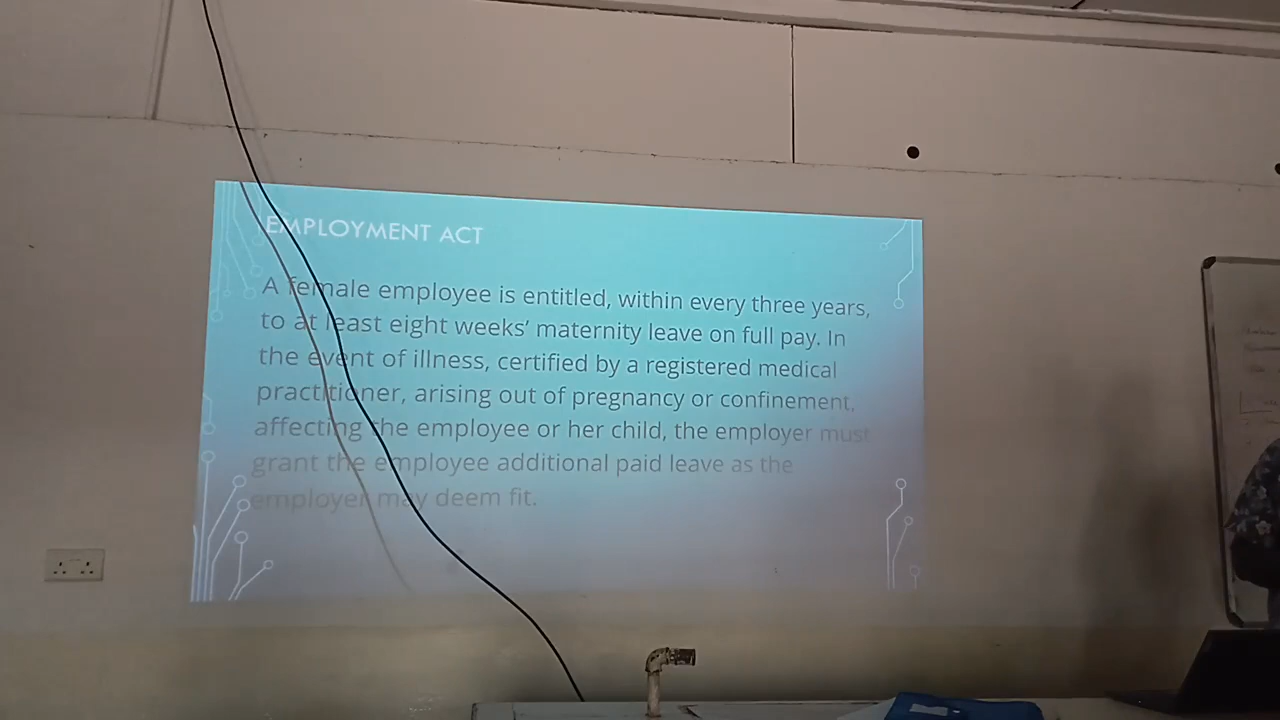 EMPLOYMENT ACT
A female employee is entitled, within every three years,
to at least eight weeks’ maternity leave on full pay. In
the event of illness, certified by a registered medical
practitioner, arising out of pregnancy or confinement,
affecting the employee or her child, the employer must
grant the employee additional paid leave as the
employer may deem fit.